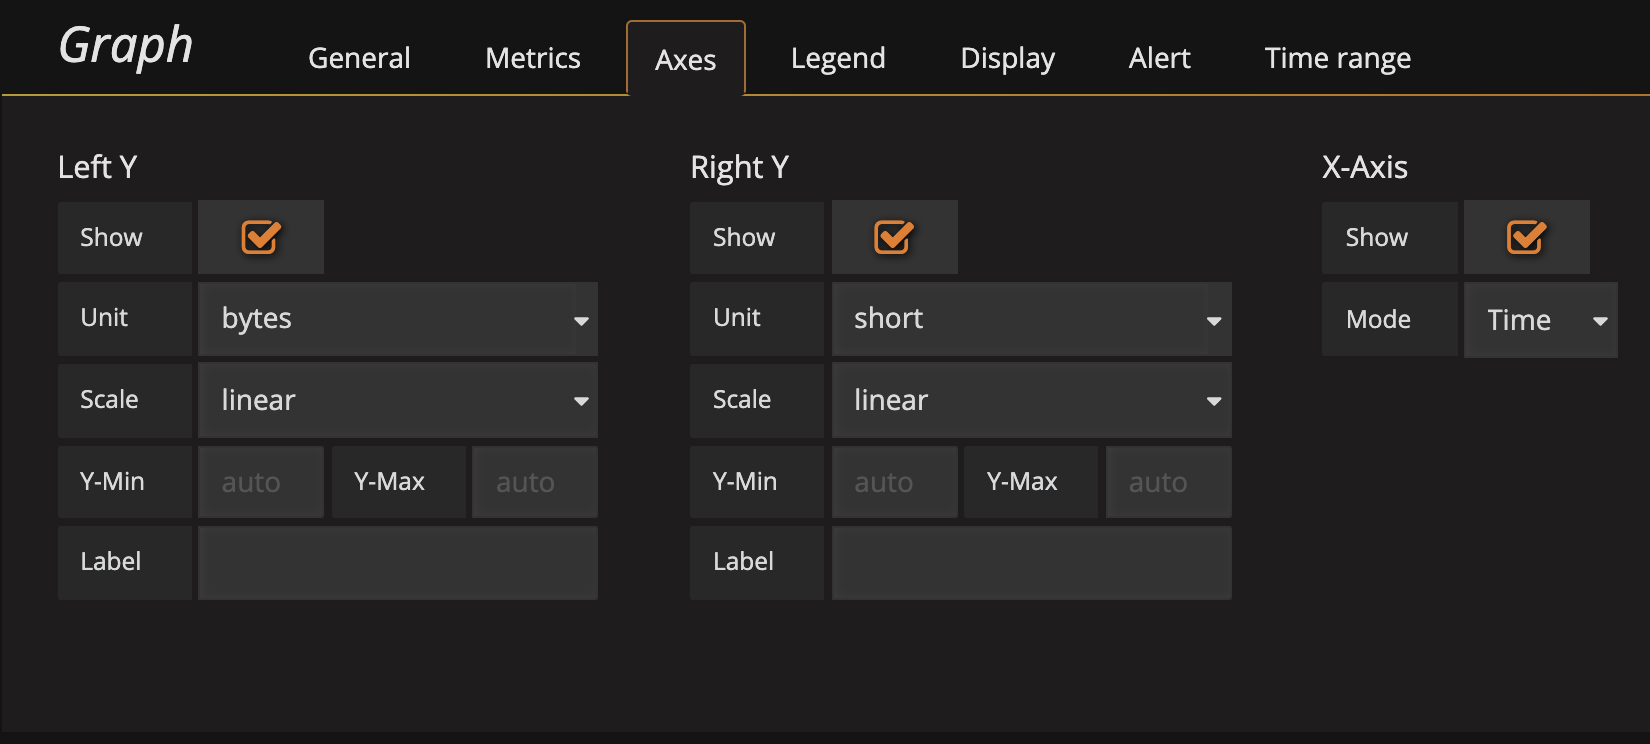 Graph General Metrics Axes Legend Display Alert Time range
Left Y Right Y X-Axis
Show Show Show
Unit bytes Unit short Mode Time
Scale linear Scale linear
Y-Min auto Y-Max auto Y-Min auto Y-Max auto
Label Label